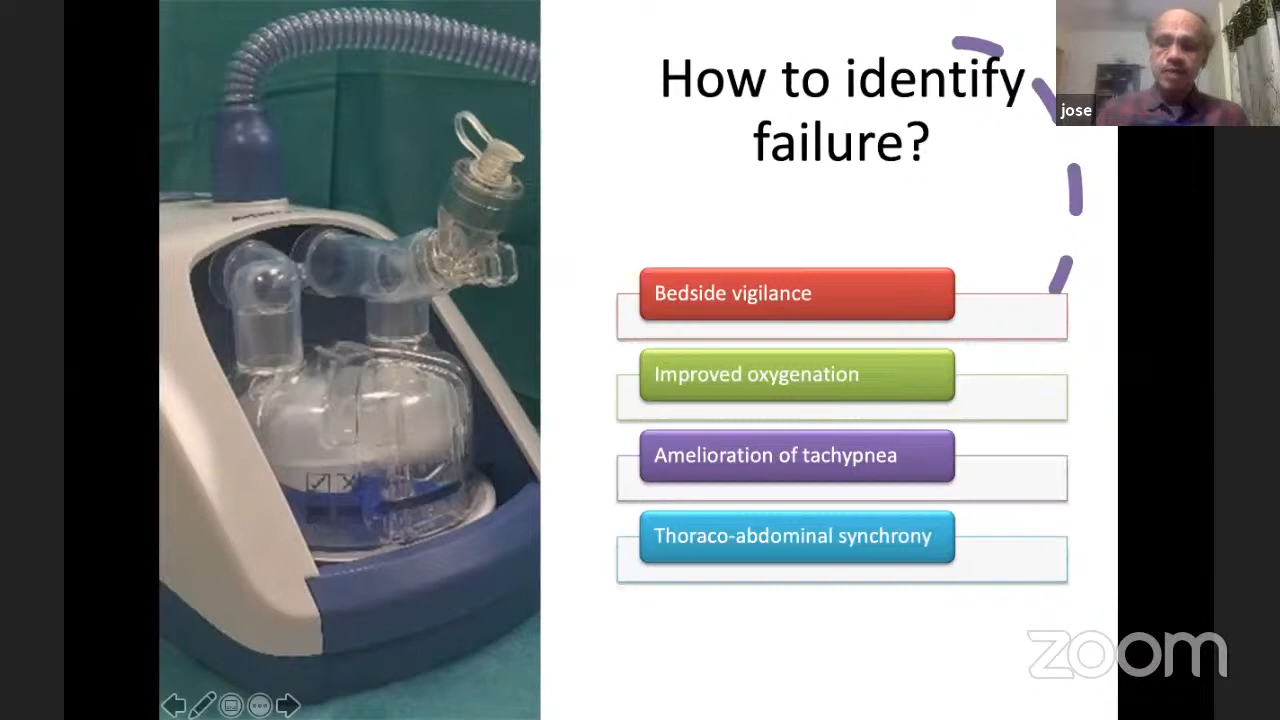 How to identify
failure?
jose
Bedside vigilance
Improved oxygenation
Amelioration of tachypnea
Thoraco-abdominal synchrony
zoom